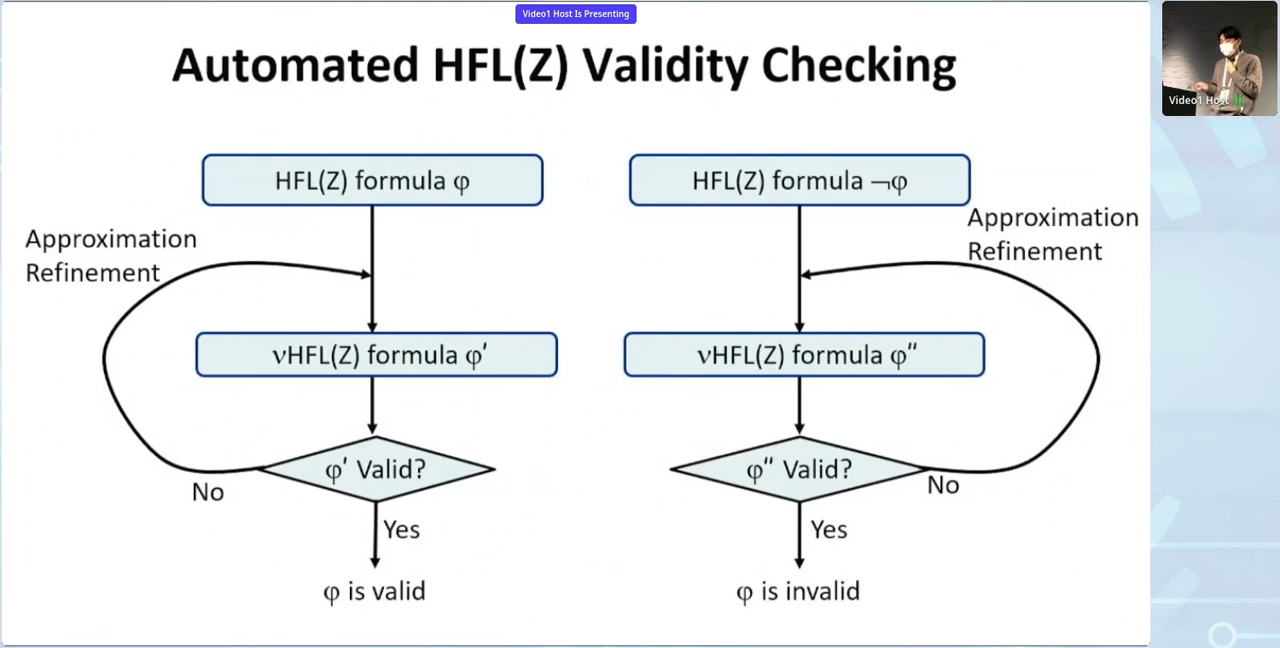 Video1 Host Is Presenting
Automated HFL(Z) Validity Checking
HFL(Z) formula φ
Approximation
Refinement
νHFL(Z) formula φ′
φ′ Valid?
No
Yes
φ is valid
HFL(Z) formula ¬φ
Approximation
Refinement
νHFL(Z) formula φ″
φ″ Valid?
No
Yes
φ is invalid
Video1 Host